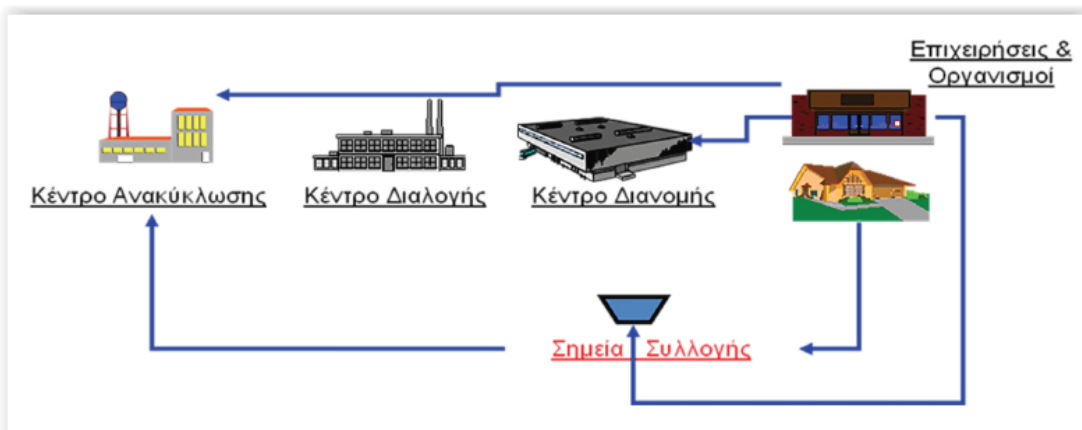 Επιχειρήσεις &
Οργανισμοί
Κέντρο Ανακύκλωσης
Κέντρο Διαλογής
Κέντρο Διανομής
Σημεία Συλλογής